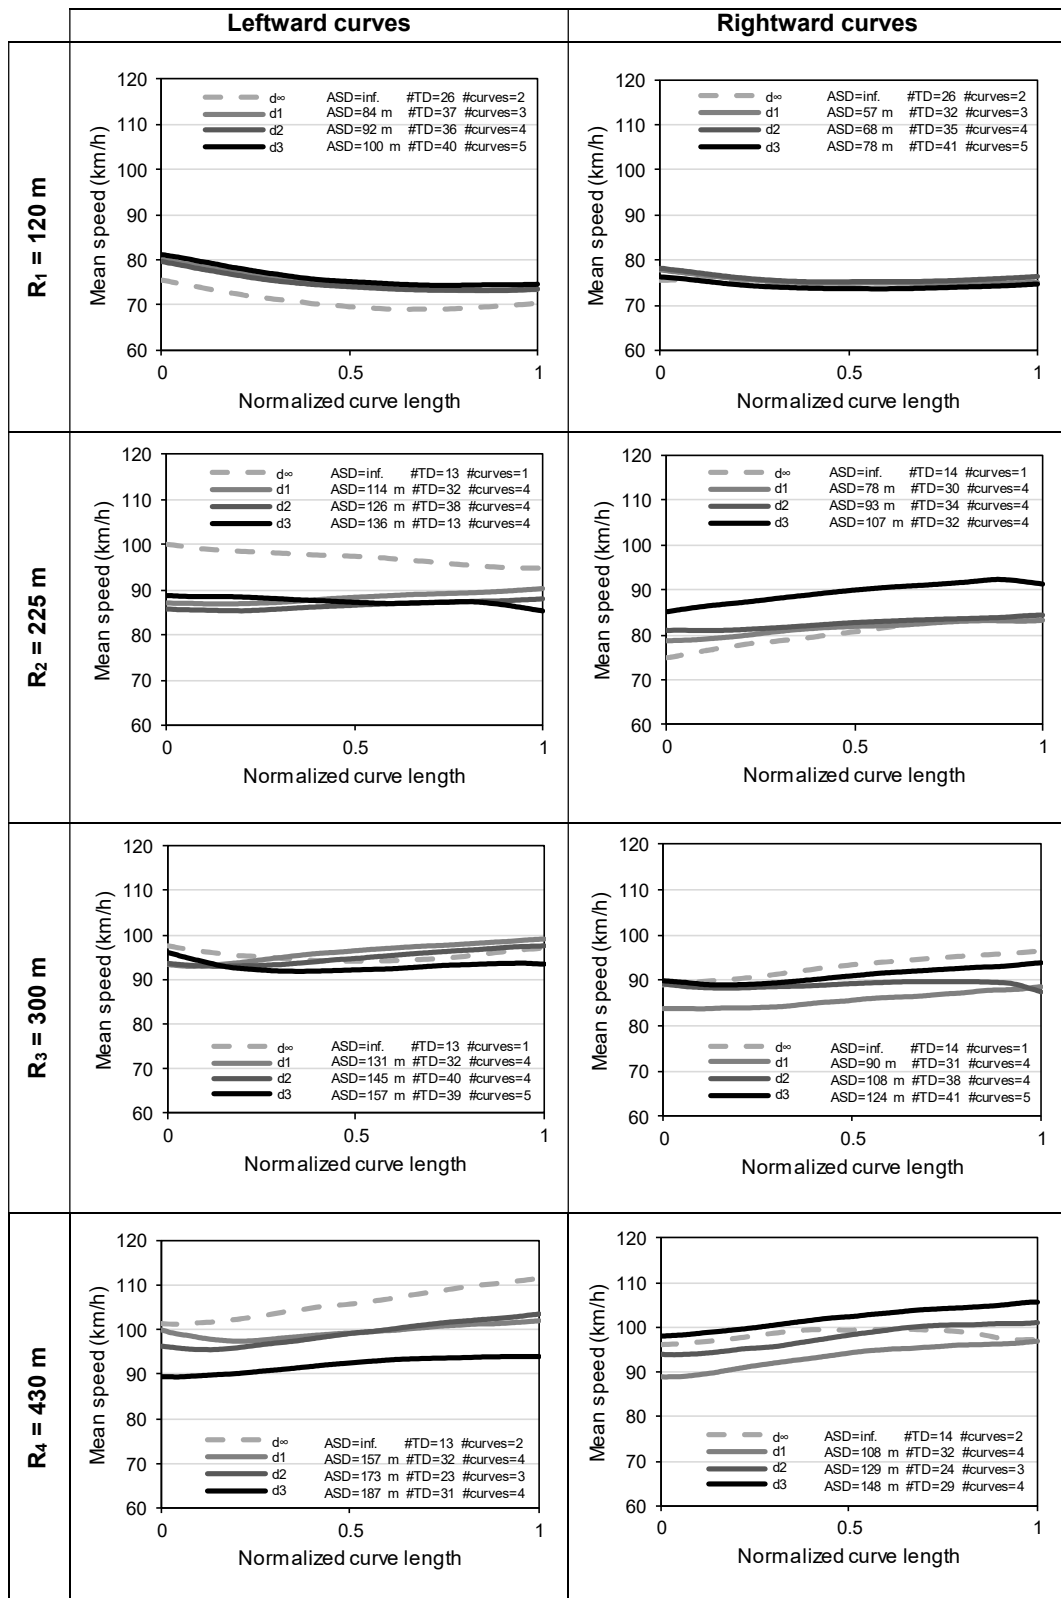 Leftward curves
Rightward curves
R1 = 120 m
120
110
100
90
80
70
60
Mean speed (km/h)
d∞ ASD=inf. #TD=26 #curves=2
d1 ASD=84 m #TD=37 #curves=3
d2 ASD=92 m #TD=36 #curves=4
d3 ASD=100 m #TD=40 #curves=5
0 0.5 1
Normalized curve length
120
110
100
90
80
70
60
Mean speed (km/h)
d∞ ASD=inf. #TD=26 #curves=2
d1 ASD=57 m #TD=32 #curves=3
d2 ASD=68 m #TD=35 #curves=4
d3 ASD=78 m #TD=41 #curves=5
0 0.5 1
Normalized curve length
R2 = 225 m
120
110
100
90
80
70
60
Mean speed (km/h)
d∞ ASD=inf. #TD=13 #curves=1
d1 ASD=114 m #TD=32 #curves=4
d2 ASD=126 m #TD=38 #curves=4
d3 ASD=136 m #TD=13 #curves=4
0 0.5 1
Normalized curve length
120
110
100
90
80
70
60
Mean speed (km/h)
d∞ ASD=inf. #TD=14 #curves=1
d1 ASD=78 m #TD=30 #curves=4
d2 ASD=93 m #TD=34 #curves=4
d3 ASD=107 m #TD=32 #curves=4
0 0.5 1
Normalized curve length
R3 = 300 m
120
110
100
90
80
70
60
Mean speed (km/h)
d∞ ASD=inf. #TD=13 #curves=1
d1 ASD=131 m #TD=32 #curves=4
d2 ASD=145 m #TD=40 #curves=4
d3 ASD=157 m #TD=39 #curves=5
0 0.5 1
Normalized curve length
120
110
100
90
80
70
60
Mean speed (km/h)
d∞ ASD=inf. #TD=14 #curves=1
d1 ASD=90 m #TD=31 #curves=4
d2 ASD=108 m #TD=38 #curves=4
d3 ASD=124 m #TD=41 #curves=5
0 0.5 1
Normalized curve length
R4 = 430 m
120
110
100
90
80
70
60
Mean speed (km/h)
d∞ ASD=inf. #TD=13 #curves=2
d1 ASD=157 m #TD=32 #curves=4
d2 ASD=173 m #TD=23 #curves=3
d3 ASD=187 m #TD=31 #curves=4
0 0.5 1
Normalized curve length
120
110
100
90
80
70
60
Mean speed (km/h)
d∞ ASD=inf. #TD=14 #curves=2
d1 ASD=108 m #TD=32 #curves=4
d2 ASD=129 m #TD=24 #curves=3
d3 ASD=148 m #TD=29 #curves=4
0 0.5 1
Normalized curve length